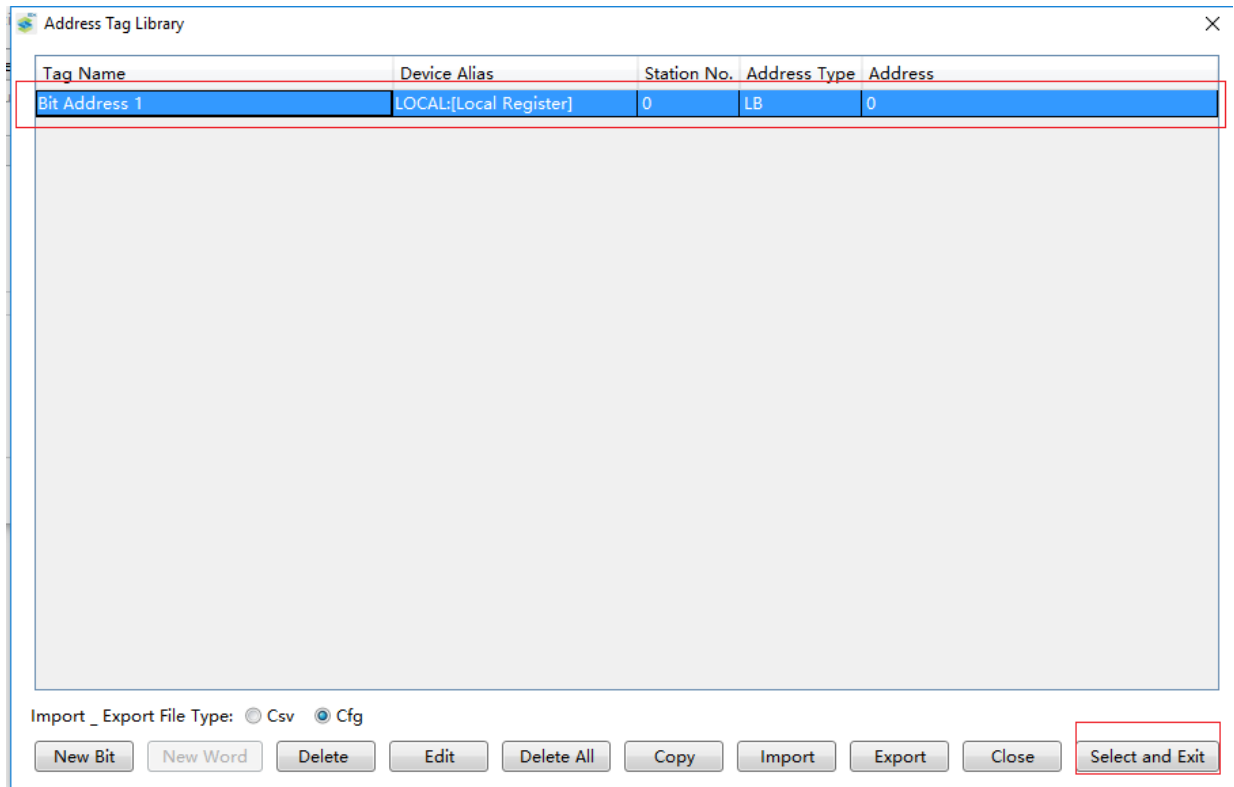 Address Tag Library
Tag Name Device Alias Station No. Address Type Address
Bit Address 1 LOCAL:[Local Register] 0 LB 0
Import _ Export File Type: Csv Cfg
New Bit New Word Delete Edit Delete All Copy Import Export Close Select and Exit